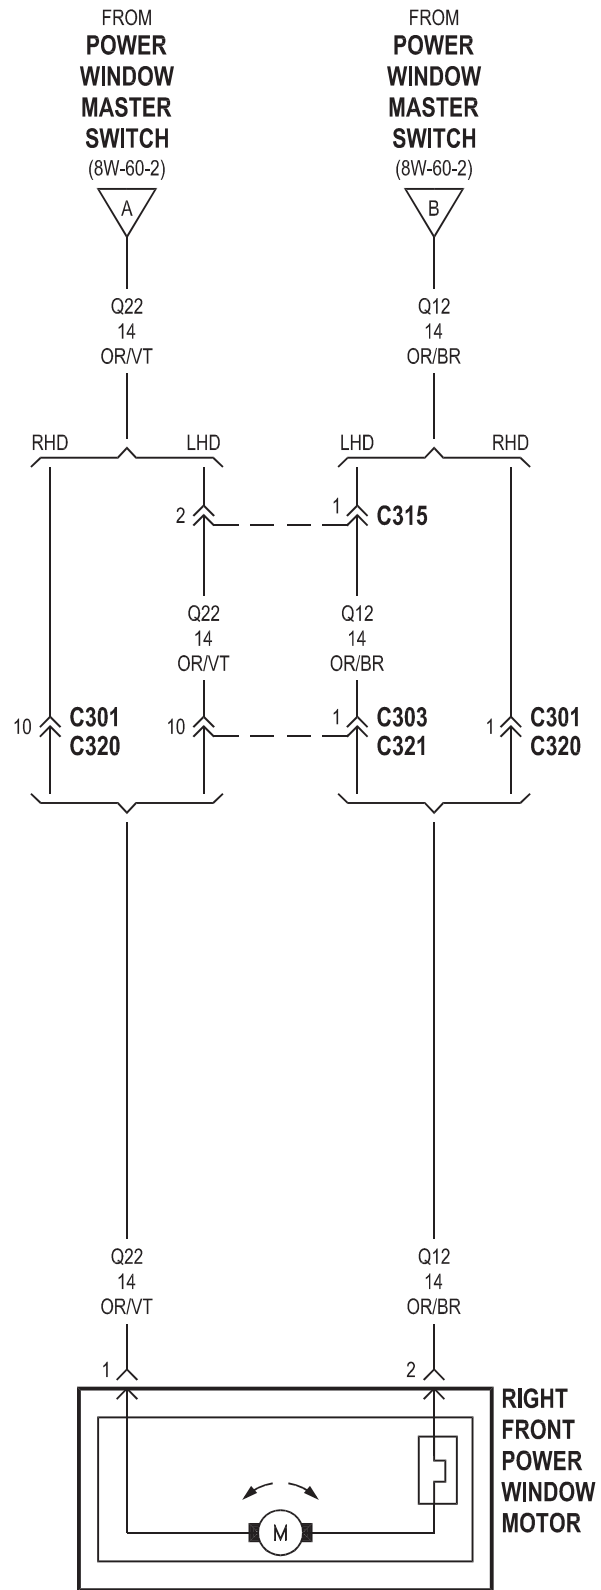 FROM
POWER
WINDOW
MASTER
SWITCH
(8W-60-2)
A
FROM
POWER
WINDOW
MASTER
SWITCH
(8W-60-2)
B
Q22
14
OR/VT
Q12
14
OR/BR
RHD
LHD
LHD
RHD
2
1
C315
Q22
14
OR/VT
Q12
14
OR/BR
10
C301
C320
10
1
C303
C321
1
C301
C320
Q22
14
OR/VT
Q12
14
OR/BR
1
2
RIGHT
FRONT
POWER
WINDOW
MOTOR
M